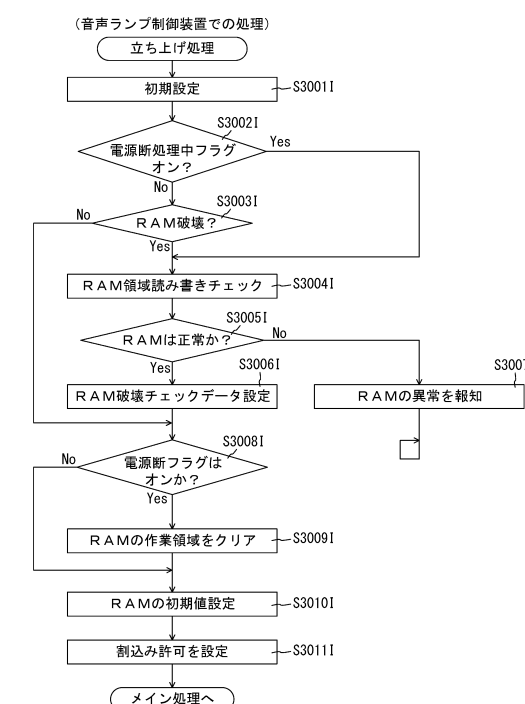 （音声ランプ制御装置での処理）
立ち上げ処理
初期設定
S3001I
S3002I
電源断処理中フラグ
オン？
Yes
No
S3003I
No
ＲＡＭ破壊？
Yes
ＲＡＭ領域読み書きチェック
S3004I
S3005I
ＲＡＭは正常か？
No
Yes
S3006I
S3007
ＲＡＭ破壊チェックデータ設定
ＲＡＭの異常を報知
S3008I
No
電源断フラグは
オンか？
Yes
ＲＡＭの作業領域をクリア
S3009I
ＲＡＭの初期値設定
S3010I
割込み許可を設定
S3011I
メイン処理へ